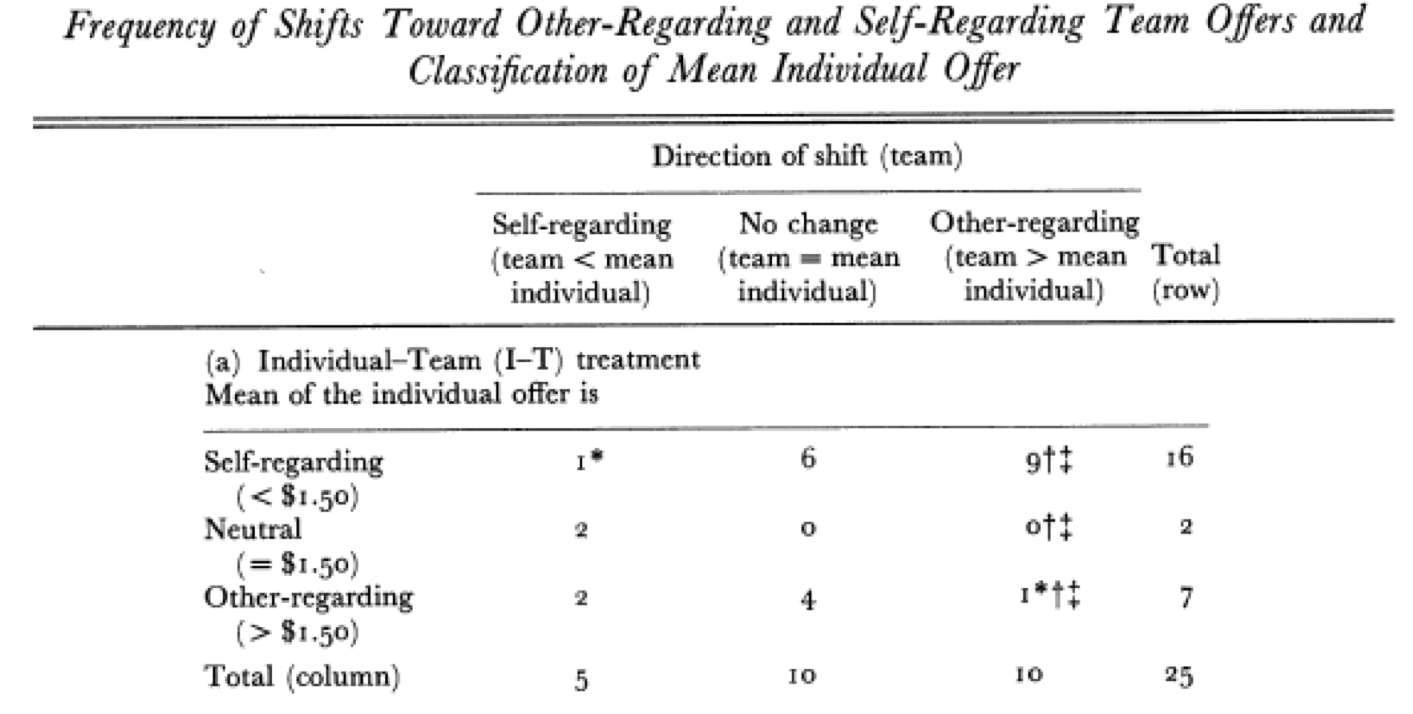 Frequency of Shifts Toward Other-Regarding and Self-Regarding Team Offers and
Classification of Mean Individual Offer
Direction of shift (team)
Self-regarding No change Other-regarding
(team < mean (team = mean (team > mean Total
individual) individual) individual) (row)
(a) Individual–Team (I–T) treatment
Mean of the individual offer is
Self-regarding 1* 6 9†‡ 16
(< $1.50)
Neutral 2 0 0†‡ 2
(= $1.50)
Other-regarding 2 4 1*†‡ 7
(> $1.50)
Total (column) 5 10 10 25